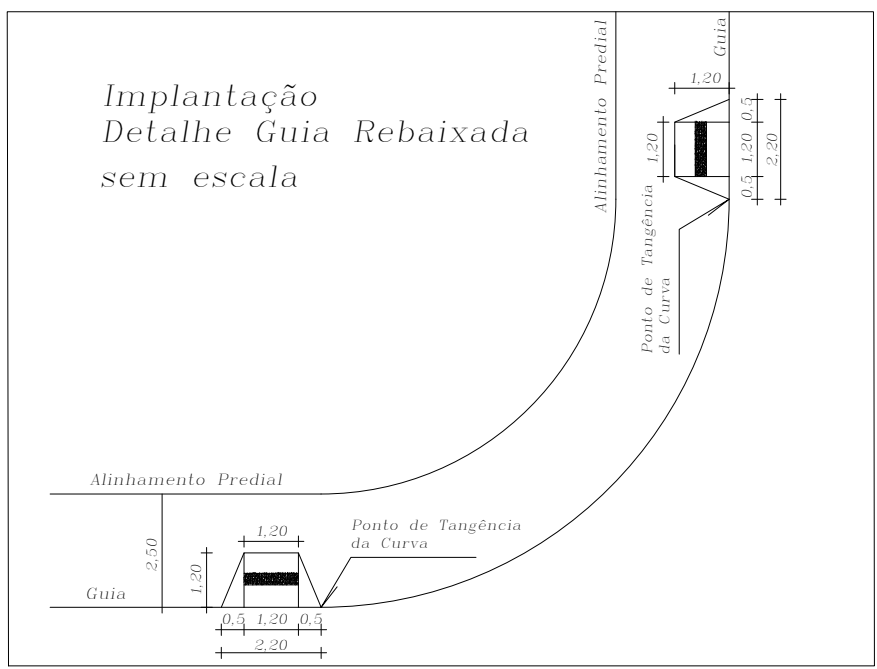 Implantação
Detalhe Guia Rebaixada
sem escala
Alinhamento Predial
Guia
1,20
1,20
0,5
1,20
0,5
2,20
Ponto de Tangência
da Curva
Alinhamento Predial
2,50
Guia
1,20
1,20
Ponto de Tangência
da Curva
0,5 1,20 0,5
2,20